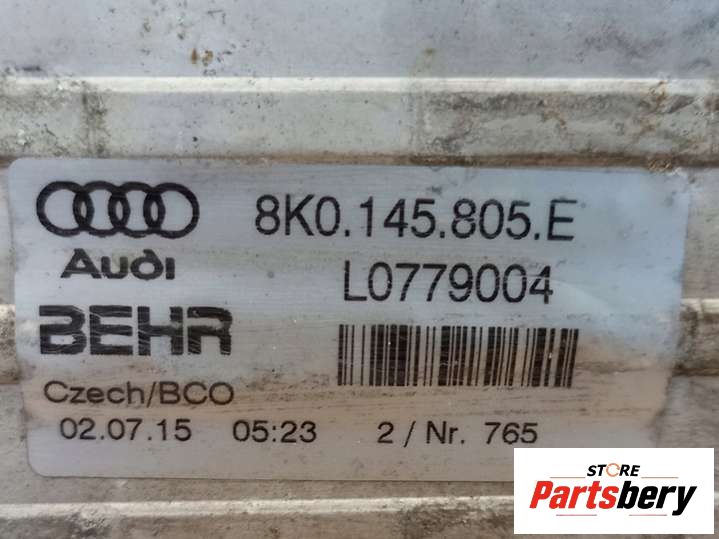 8K0.145.805.E
Audi
L0779004
BEHR
Czech/BCO
02.07.15 05:23 2 / Nr. 765
STORE
Partsbery